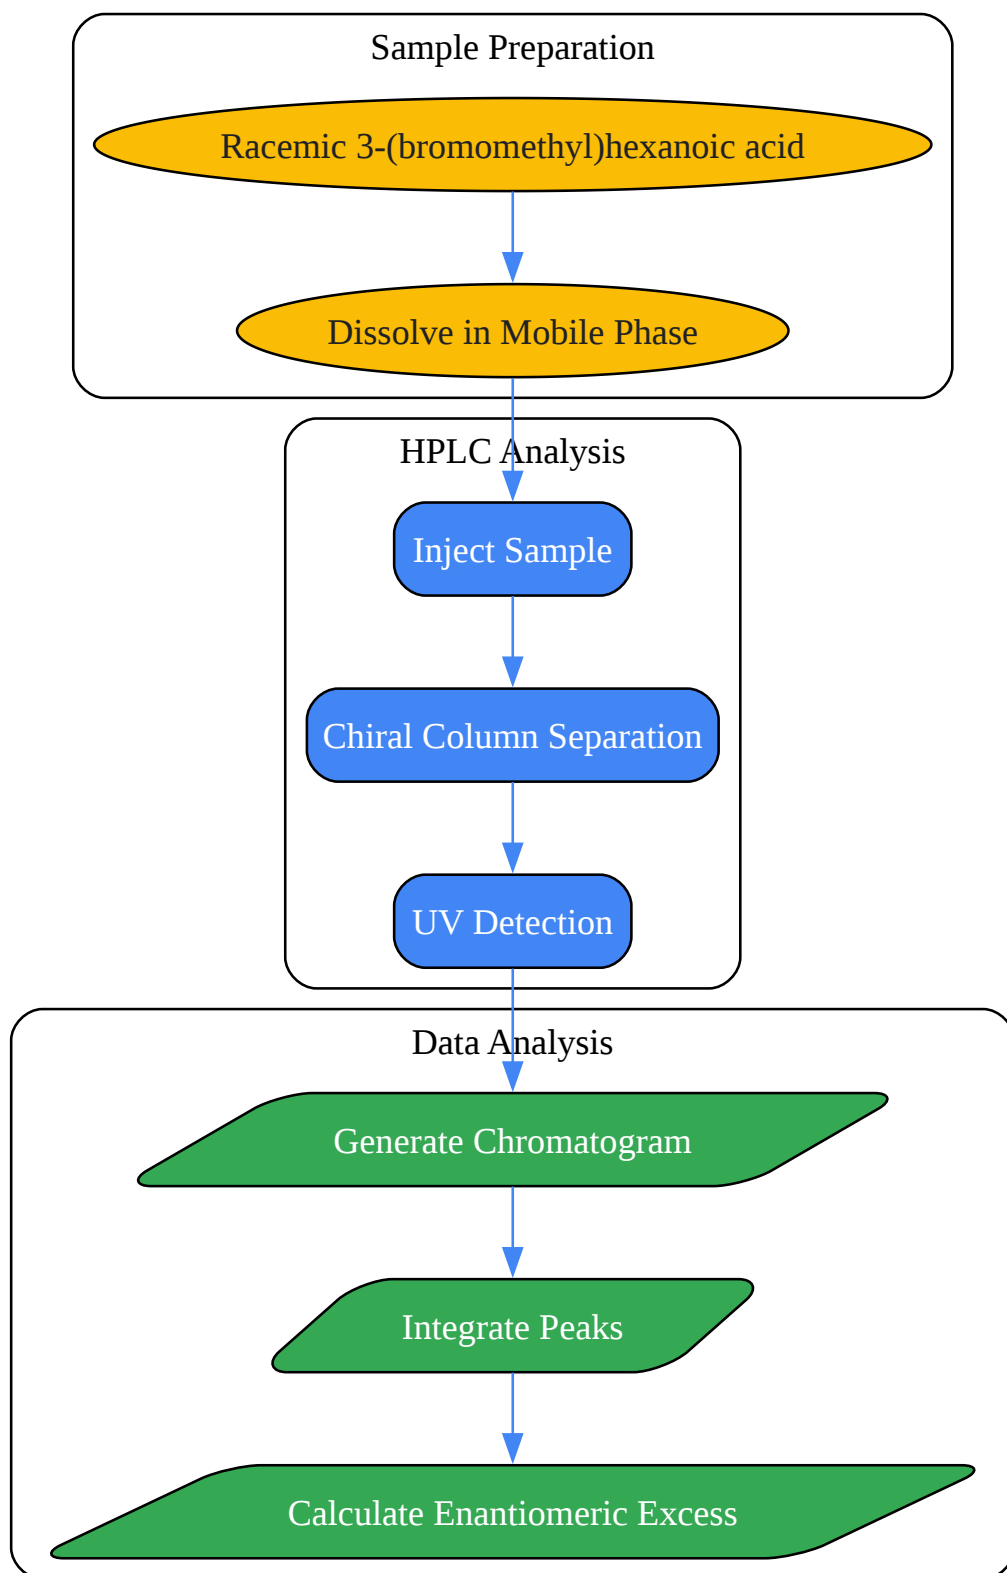 Sample Preparation
Racemic 3-(bromomethyl)hexanoic acid
Dissolve in Mobile Phase
HPLC Analysis
Inject Sample
Chiral Column Separation
UV Detection
Data Analysis
Generate Chromatogram
Integrate Peaks
Calculate Enantiomeric Excess